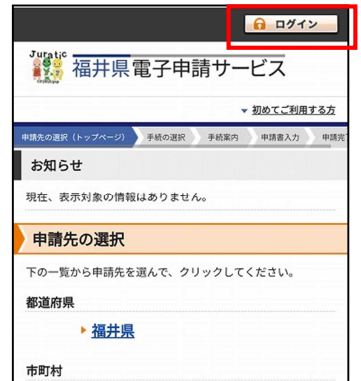 ログイン
Juratic
福井県電子申請サービス
初めてご利用する方
申請先の選択（トップページ） 手続の選択 手続案内 申請書入力 申請完
お知らせ
現在、表示対象の情報はありません。
申請先の選択
下の一覧から申請先を選んで、クリックしてください。
都道府県
福井県
市町村